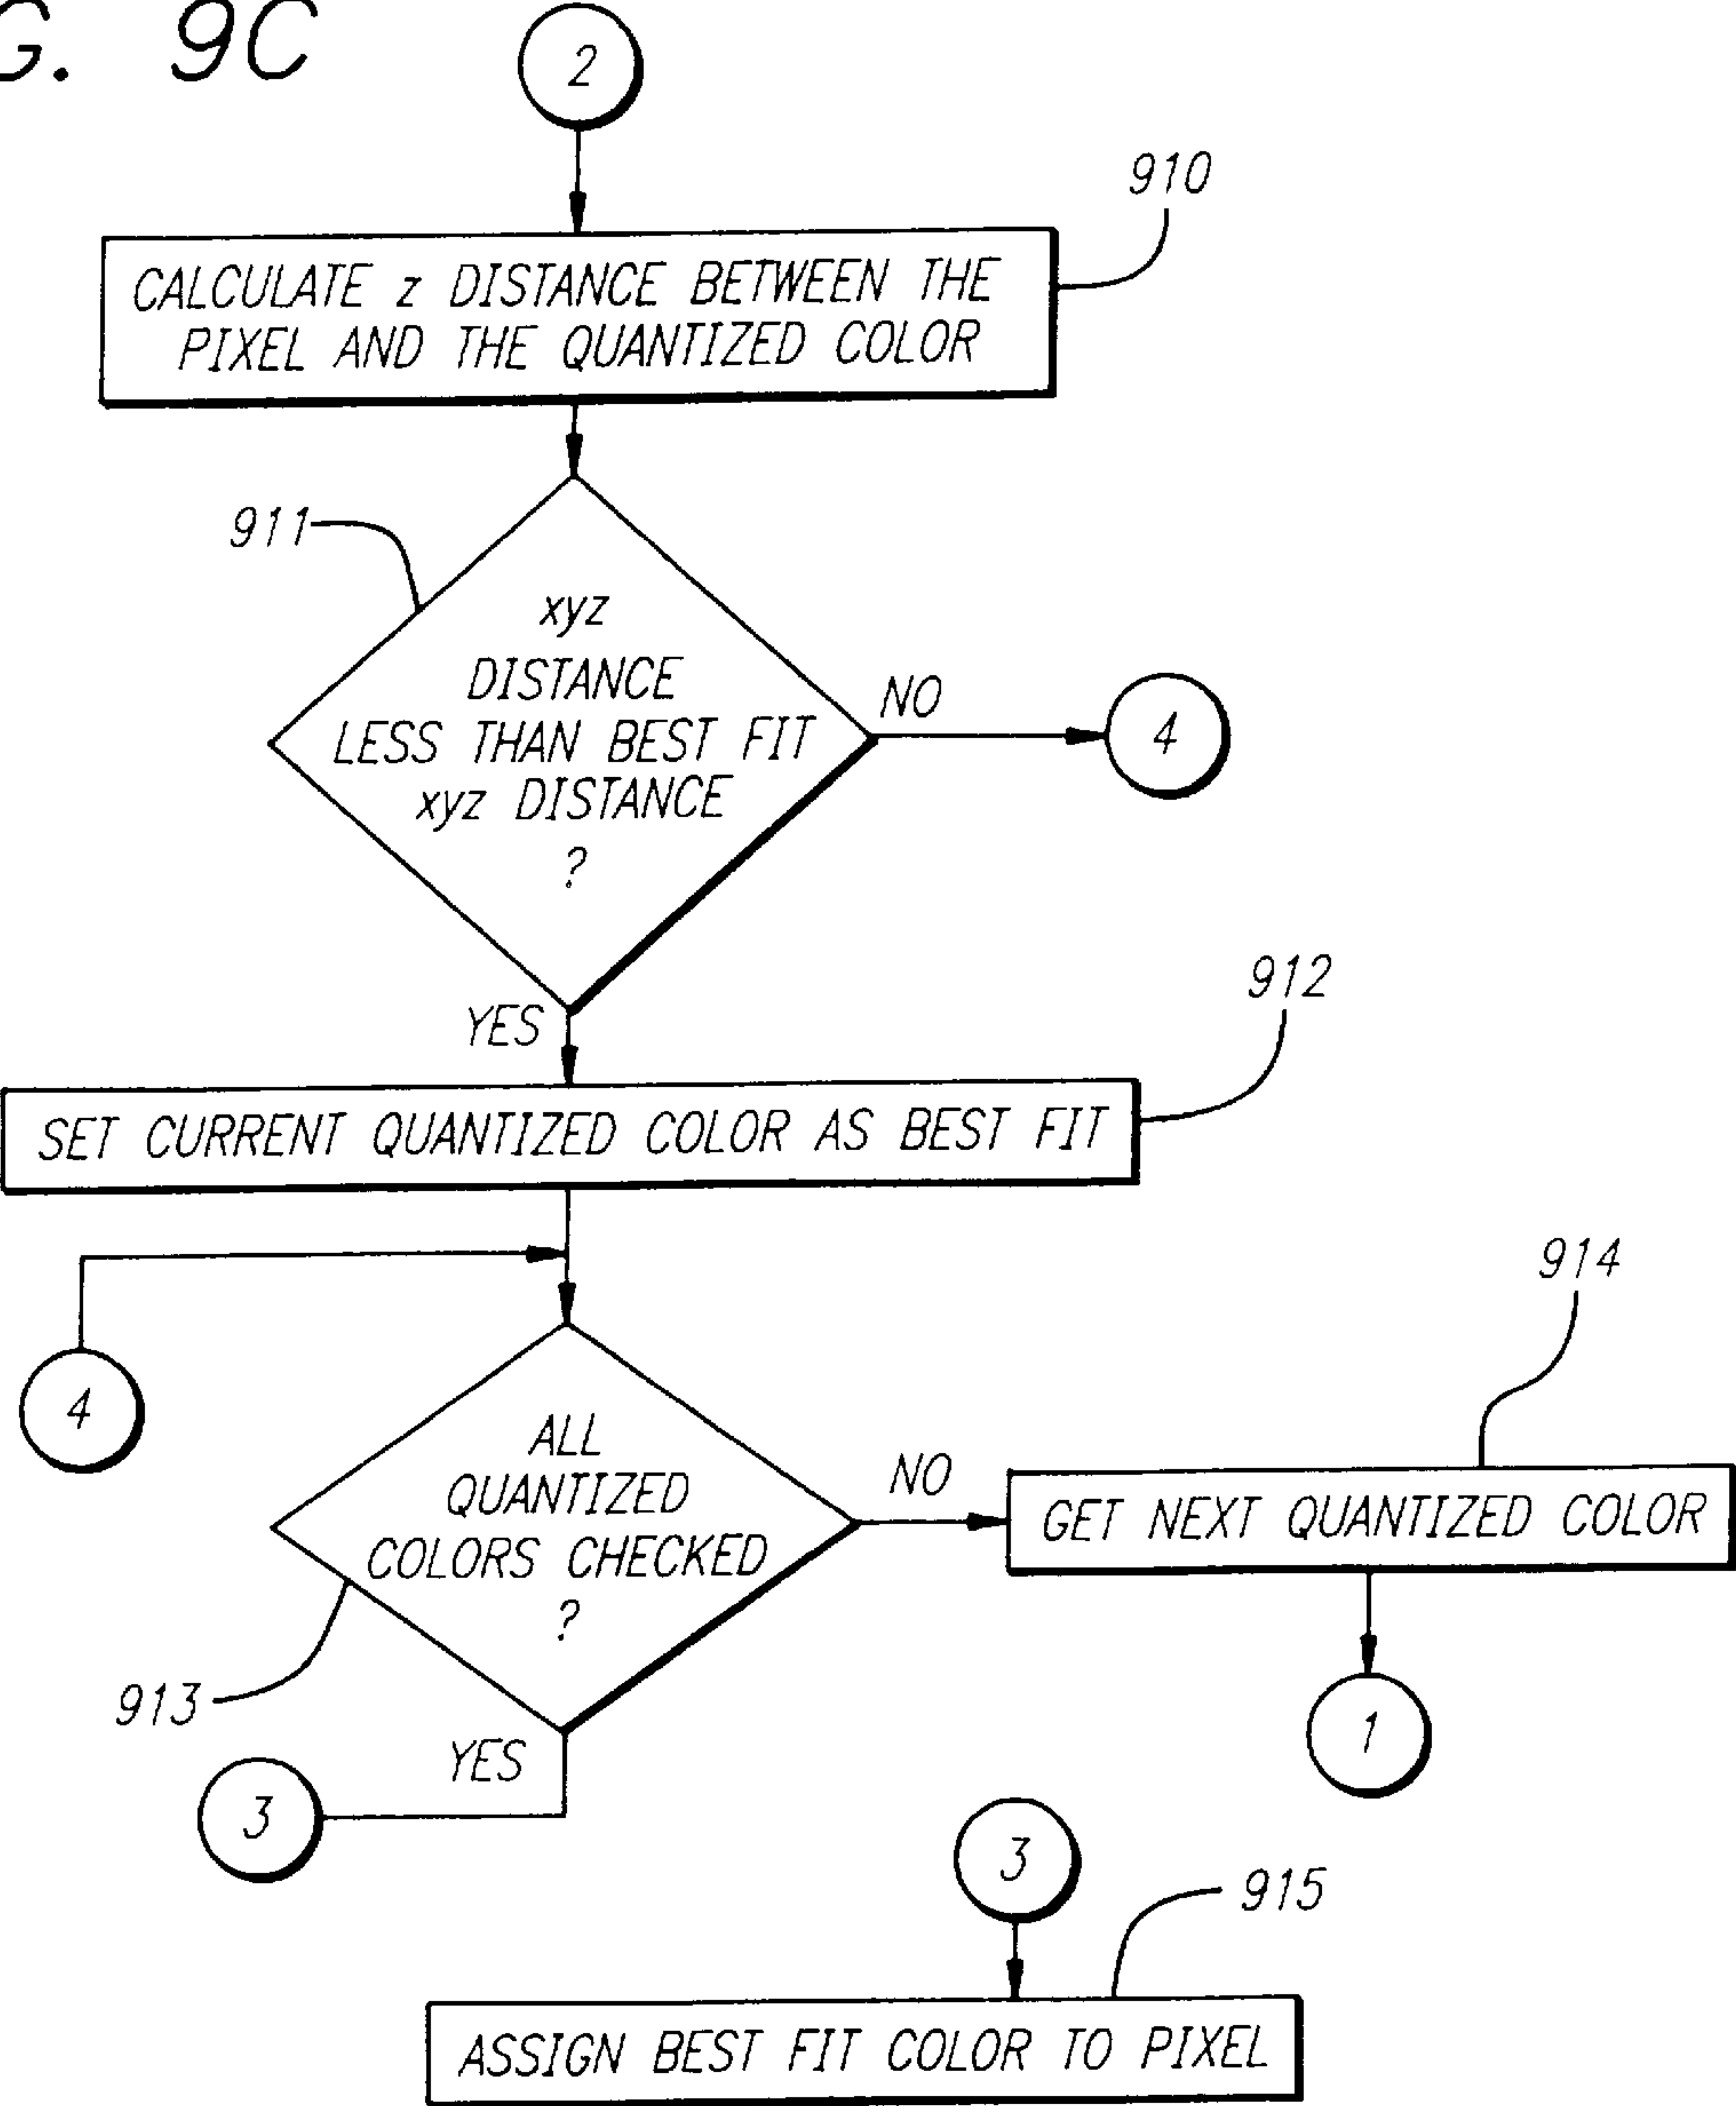 G. 9C
2
910
CALCULATE z DISTANCE BETWEEN THE
PIXEL AND THE QUANTIZED COLOR
911
xyz
DISTANCE
LESS THAN BEST FIT
xyz DISTANCE
?
NO
4
YES
912
SET CURRENT QUANTIZED COLOR AS BEST FIT
914
4
ALL
QUANTIZED
COLORS CHECKED
?
NO
GET NEXT QUANTIZED COLOR
913
YES
1
3
3
915
ASSIGN BEST FIT COLOR TO PIXEL